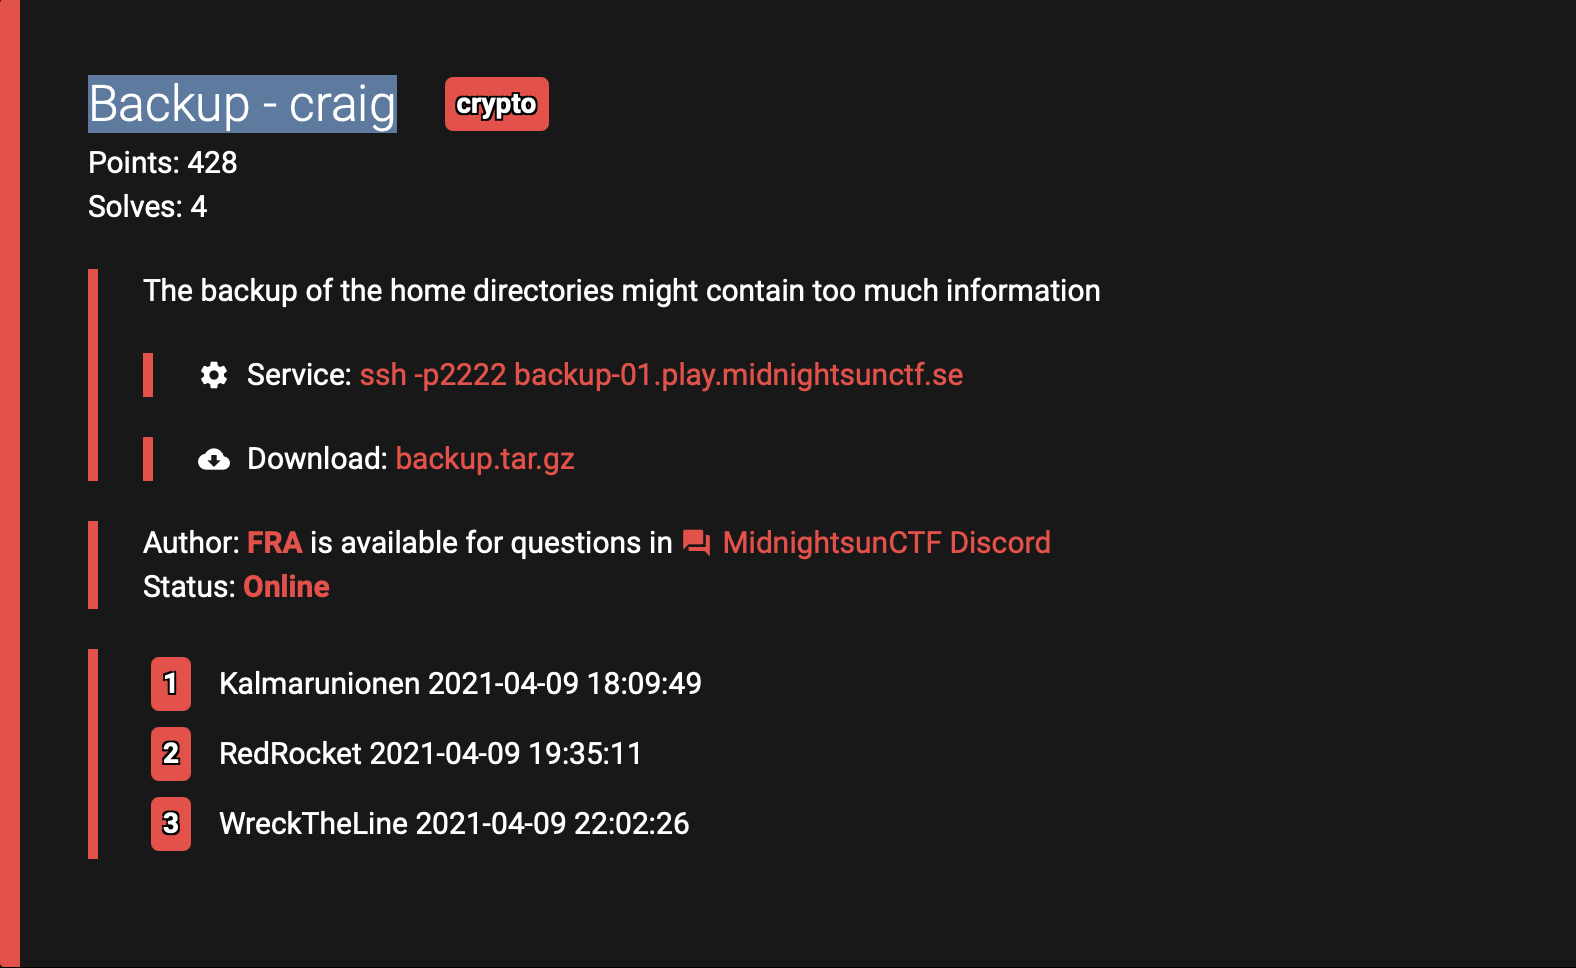 Backup - craig crypto
Points: 428
Solves: 4
The backup of the home directories might contain too much information
Service: ssh -p2222 backup-01.play.midnightsunctf.se
Download: backup.tar.gz
Author: FRA is available for questions in MidnightsunCTF Discord
Status: Online
1 Kalmarunionen 2021-04-09 18:09:49
2 RedRocket 2021-04-09 19:35:11
3 WreckTheLine 2021-04-09 22:02:26